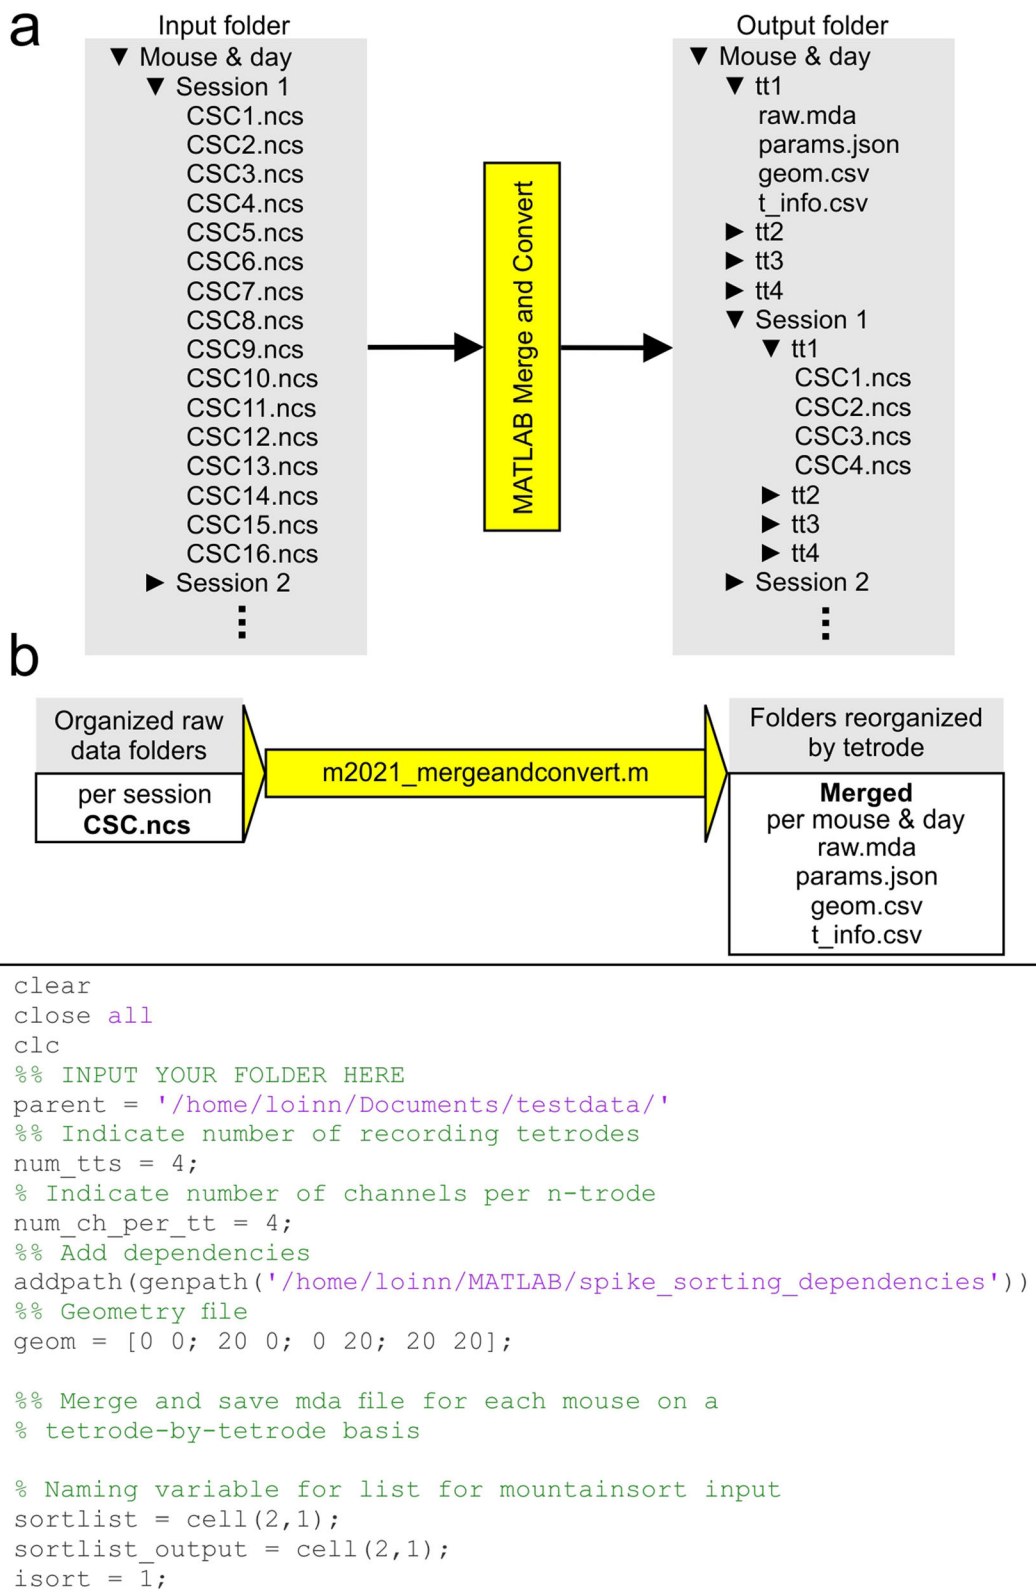 a
Input folder
▼ Mouse & day
▼ Session 1
CSC1.ncs
CSC2.ncs
CSC3.ncs
CSC4.ncs
CSC5.ncs
CSC6.ncs
CSC7.ncs
CSC8.ncs
CSC9.ncs
CSC10.ncs
CSC11.ncs
CSC12.ncs
CSC13.ncs
CSC14.ncs
CSC15.ncs
CSC16.ncs
► Session 2
MATLAB Merge and Convert
Output folder
▼ Mouse & day
▼ tt1
raw.mda
params.json
geom.csv
t_info.csv
► tt2
► tt3
► tt4
▼ Session 1
▼ tt1
CSC1.ncs
CSC2.ncs
CSC3.ncs
CSC4.ncs
► tt2
► tt3
► tt4
► Session 2
b
Organized raw
data folders
per session
CSC.ncs
m2021_mergeandconvert.m
Folders reorganized
by tetrode
Merged
per mouse & day
raw.mda
params.json
geom.csv
t_info.csv
clear
close all
clc
%% INPUT YOUR FOLDER HERE
parent = '/home/loinn/Documents/testdata/'
%% Indicate number of recording tetrodes
num_tts = 4;
% Indicate number of channels per n-trode
num_ch_per_tt = 4;
%% Add dependencies
addpath(genpath('/home/loinn/MATLAB/spike_sorting_dependencies'))
%% Geometry file
geom = [0 0; 20 0; 0 20; 20 20];
%% Merge and save mda file for each mouse on a
% tetrode-by-tetrode basis
% Naming variable for list for mountainsort input
sortlist = cell(2,1);
sortlist_output = cell(2,1);
isort = 1;